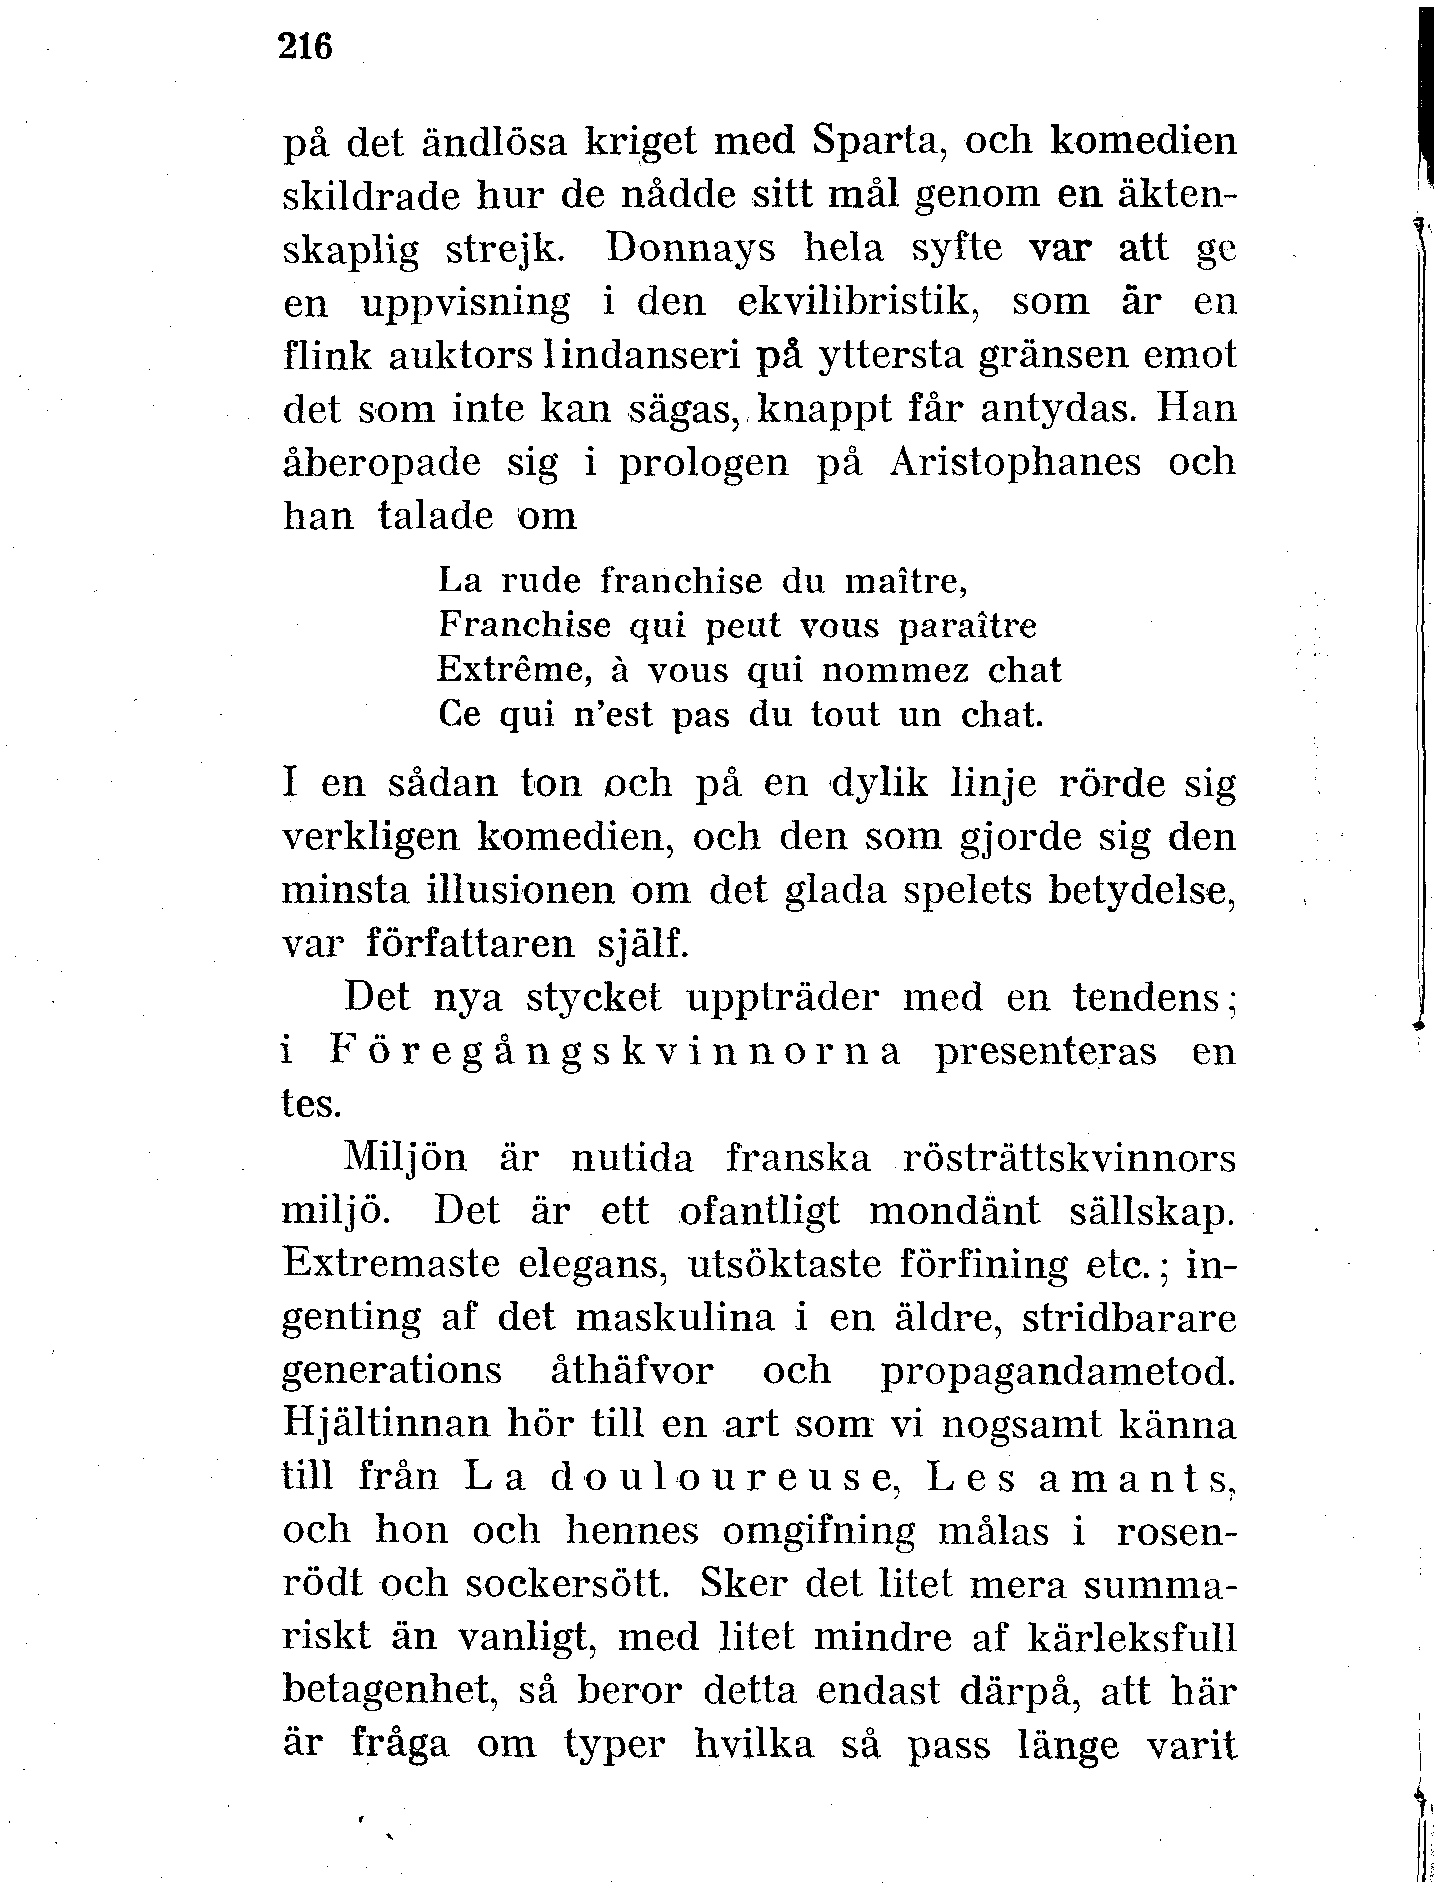 216
på det ändlösa kriget med Sparta, och komedien
skildrade hur de nådde sitt mål genom en äkten-
skaplig strejk. Donnays hela syfte var att ge
en uppvisning i den ekvilibristik, som är en
flink auktors lindanseri på yttersta gränsen emot
det som inte kan sägas, knappt får antydas. Han
åberopade sig i prologen på Aristophanes och
han talade om
La rude franchise du maître,
Franchise qui peut vous paraître
Extrême, à vous qui nommez chat
Ce qui n'est pas du tout un chat.
I en sådan ton och på en dylik linje rörde sig
verkligen komedien, och den som gjorde sig den
minsta illusionen om det glada spelets betydelse,
var författaren själf.
Det nya stycket uppträder med en tendens;
i Föregångskvinnorna presenteras en
tes.
Miljön är nutida franska rösträttskvinnors
miljö. Det är ett ofantligt mondänt sällskap.
Extremaste elegans, utsöktaste förfining etc.; in-
genting af det maskulina i en äldre, stridbarare
generations åthäfvor och propagandametod.
Hjältinnan hör till en art som vi nogsamt känna
till från La douloureuse, Les amants,
och hon och hennes omgifning målas i rosen-
rödt och sockersött. Sker det litet mera summa-
riskt än vanligt, med litet mindre af kärleksfull
betagenhet, så beror detta endast därpå, att här
är fråga om typer hvilka så pass länge varit